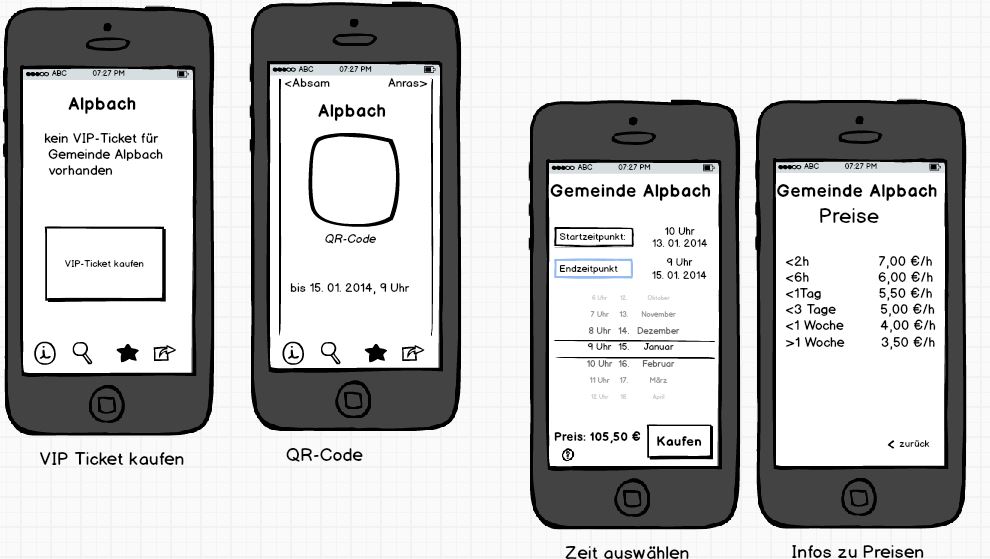 ABC 07:27 PM
Alpbach
kein VIP-Ticket für
Gemeinde Alpbach
vorhanden
VIP-Ticket kaufen
VIP Ticket kaufen
ABC 07:27 PM
<Absam Anras>
Alpbach
QR-Code
bis 15. 01. 2014, 9 Uhr
QR-Code
ABC 07:27 PM
Gemeinde Alpbach
Startzeitpunkt: 10 Uhr
13. 01. 2014
Endzeitpunkt 9 Uhr
15. 01. 2014
6 Uhr 12. Oktober
7 Uhr 13. November
8 Uhr 14. Dezember
9 Uhr 15. Januar
10 Uhr 16. Februar
11 Uhr 17. März
12 Uhr 18. April
Preis: 105,50 € Kaufen
?
Zeit auswählen
ABC 07:27 PM
Gemeinde Alpbach
Preise
<2h 7,00 €/h
<6h 6,00 €/h
<1Tag 5,50 €/h
<3 Tage 5,00 €/h
<1 Woche 4,00 €/h
>1 Woche 3,50 €/h
< zurück
Infos zu Preisen